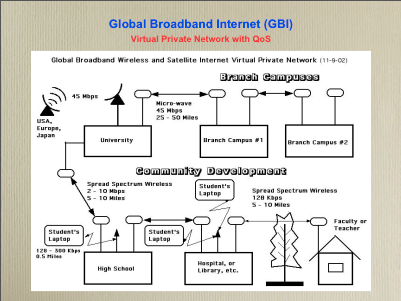 Global Broadband Internet (GBI)
Virtual Private Network with QoS
Global Broadband Wireless and Satellite Internet Virtual Private Network (11-9-02)
Branch Campuses
45 Mbps
Micro-wave
45 Mbps
25 - 50 Miles
USA,
Europe,
Japan
University
Branch Campus #1
Branch Campus #2
Community Development
Spread Spectrum Wireless
2 - 10 Mbps
5 - 10 Miles
Student's
Laptop
Spread Spectrum Wireless
128 Kbps
5 - 10 Miles
Student's
Laptop
Student's
Laptop
Faculty or
Teacher
128 - 300 Kbps
0.5 Miles
High School
Hospital, or
Library, etc.